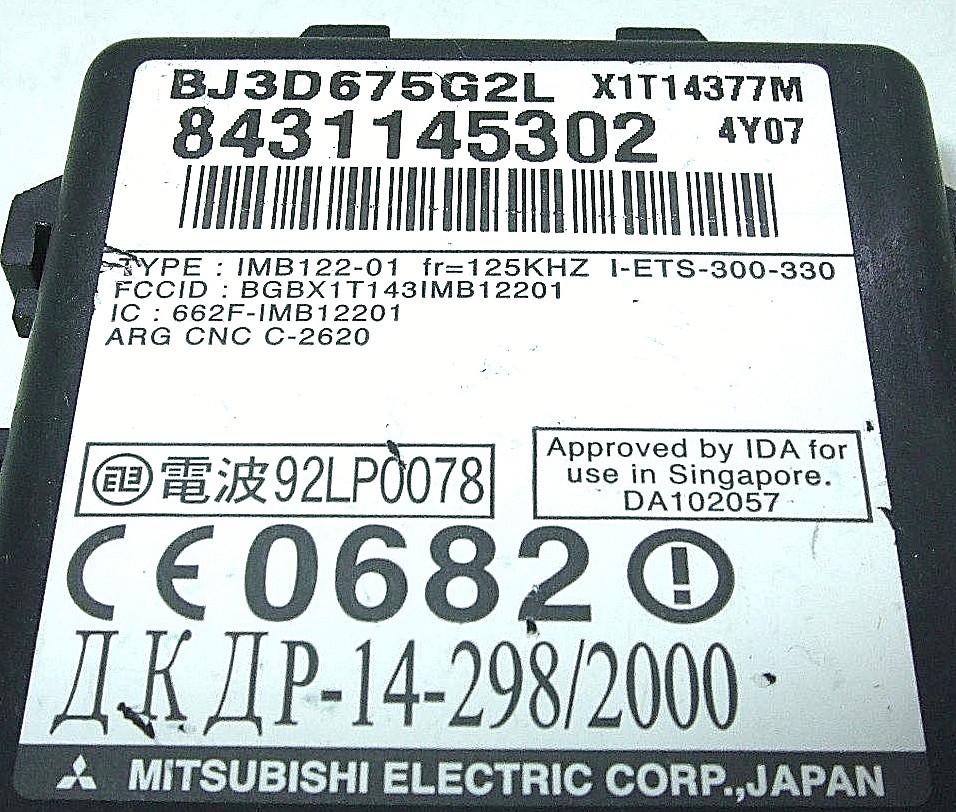 BJ3D675G2L X1T14377M
8431145302 4Y07
TYPE : IMB122-01 fr=125KHZ I-ETS-300-330
FCCID : BGBX1T143IMB12201
IC : 662F-IMB12201
ARG CNC C-2620
電波92LP0078
Approved by IDA for
use in Singapore.
DA102057
CE 0682
ДКДР-14-298/2000
MITSUBISHI ELECTRIC CORP.,JAPAN